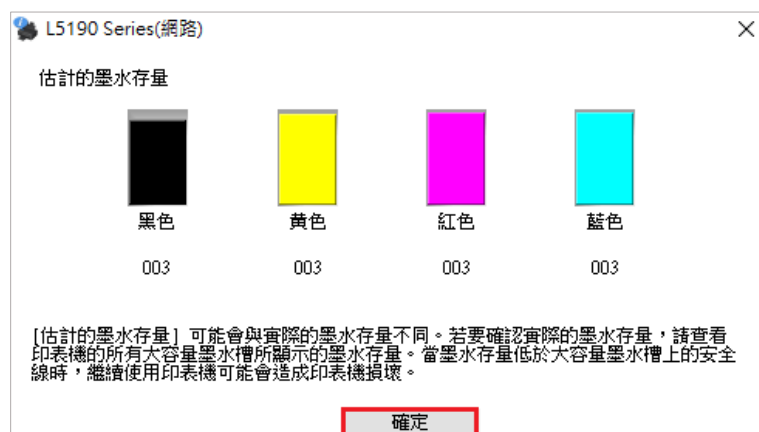 L5190 Series(網路)
估計的墨水存量
黑色 黃色 紅色 藍色
003 003 003 003
[估計的墨水存量] 可能會與實際的墨水存量不同。若要確認實際的墨水存量，請查看
印表機的所有大容量墨水槽所顯示的墨水存量。當墨水存量低於大容量墨水槽上的安全
線時，繼續使用印表機可能會造成印表機損壞。
確定